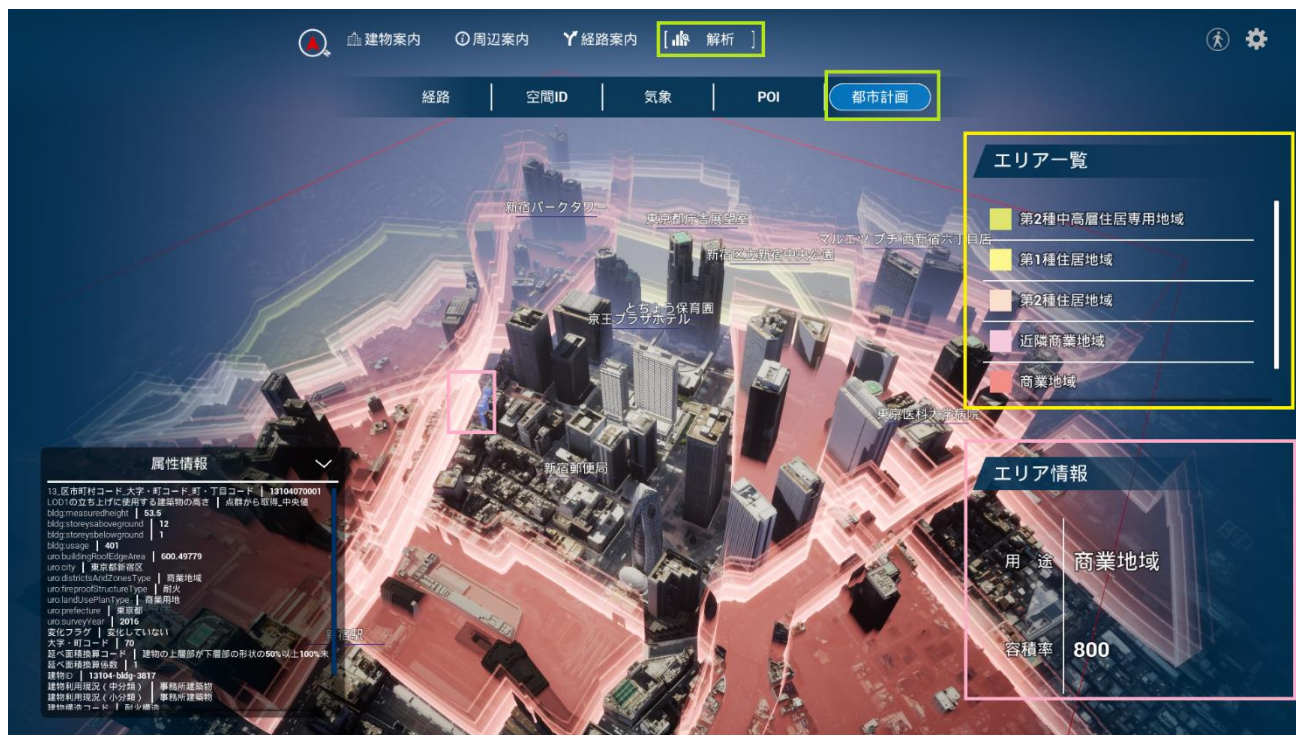 建物案内 周辺案内 経路案内 [ 解析 ]
経路 空間ID 気象 POI 都市計画
エリア一覧
第2種中高層住居専用地域
第1種住居地域
第2種住居地域
近隣商業地域
商業地域
新宿パークタワー
東京都庁舎展望室
マルエツ プチ 西新宿六丁目店
新宿区立新宿中央公園
とちょう保育園
京王プラザホテル
東京医科大学病院
新宿郵便局
新宿駅
属性情報
13_区市町村コード_大字・町コード_町・丁目コード | 13104070001
LOD1の立ち上げに使用する建築物の高さ | 点群から取得_中央値
bldg:measuredheight | 53.5
bldg:storeysaboveground | 12
bldg:storeysbelowground | 1
bldg:usage | 401
uro:buildingRoofEdgeArea | 600.49779
uro:city | 東京都新宿区
uro:districtsAndZonesType | 商業地域
uro:fireproofStructureType | 耐火
uro:landUsePlanType | 商業用地
uro:prefecture | 東京都
uro:surveyYear | 2016
変化フラグ | 変化していない
大字・町コード | 70
延べ面積換算コード | 建物の上層部が下層部の形状の50%以上100%未
延べ面積換算係数 | 1
建物ID | 13104-bldg-3817
建物利用現況（中分類） | 事務所建築物
建物利用現況（小分類） | 事務所建築物
建物構造コード | 耐火構造
エリア情報
用 途 商業地域
容積率 800